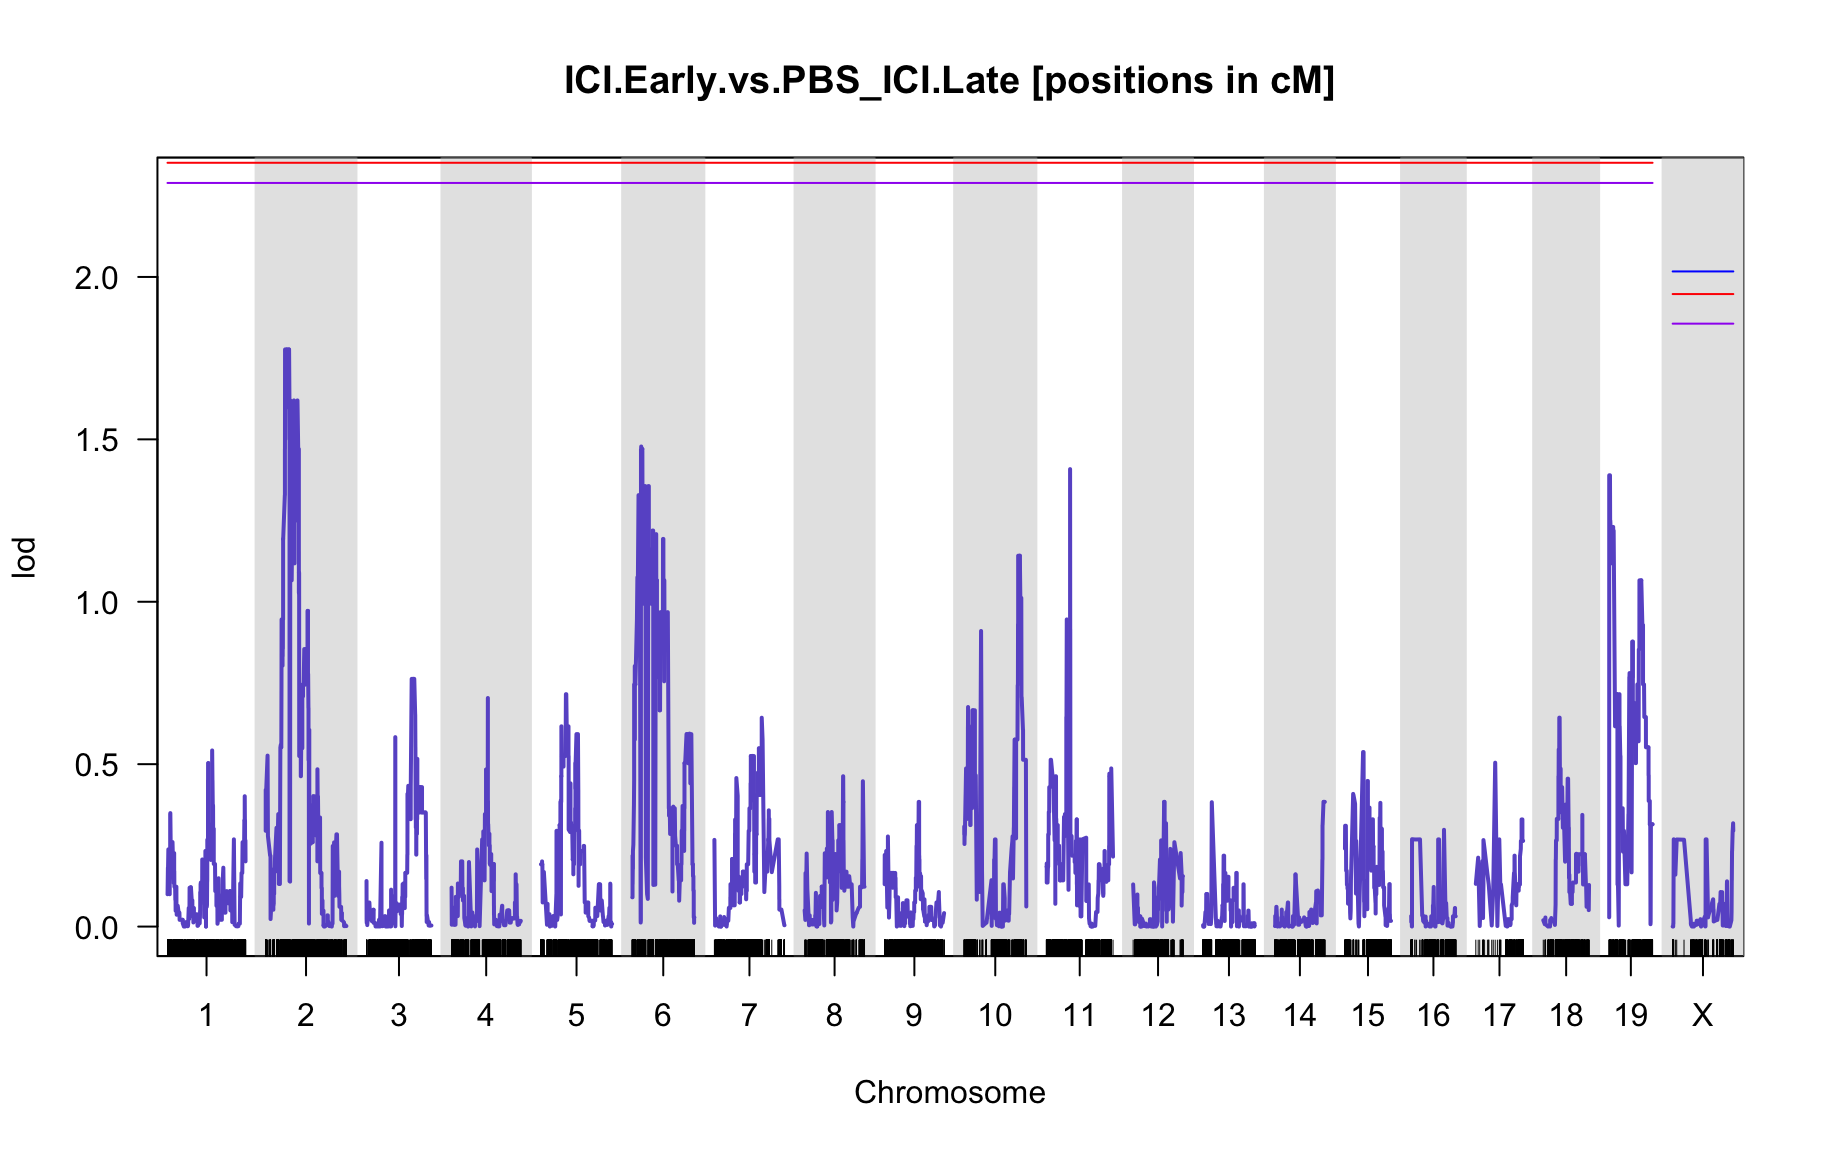 ICI.Early.vs.PBS_ICI.Late [positions in cM]
2.0
1.5
1.0
0.5
0.0
lod
1 2 3 4 5 6 7 8 9 10 11 12 13 14 15 16 17 18 19 X
Chromosome